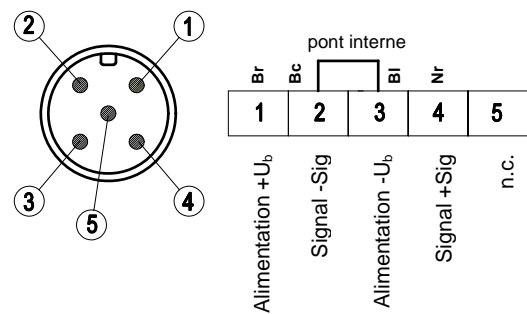 2
1
3
4
5
pont interne
Br
Bc
Bl
Nr
1
2
3
4
5
Alimentation +Ub
Signal -Sig
Alimentation -Ub
Signal +Sig
n.c.